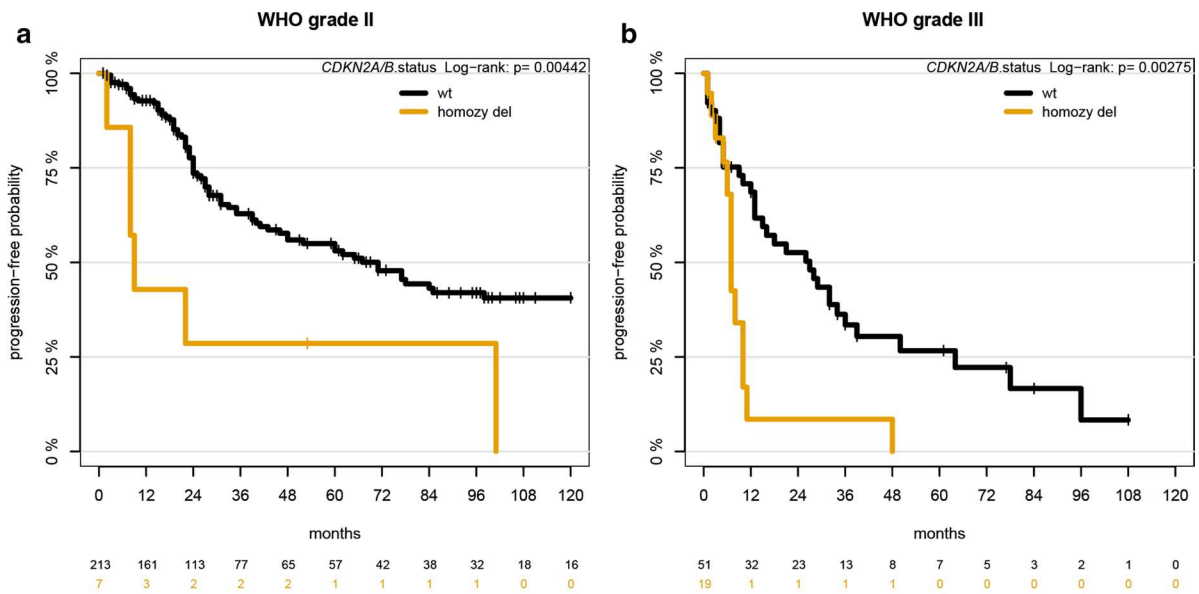 WHO grade II
a
CDKN2A/B.status Log-rank: p= 0.00442
wt
homozy del
progression-free probability
100 %
75 %
50 %
25 %
0 %
0 12 24 36 48 60 72 84 96 108 120
months
213 161 113 77 65 57 42 38 32 18 16
7 3 2 2 2 1 1 1 1 0 0
WHO grade III
b
CDKN2A/B.status Log-rank: p= 0.00275
wt
homozy del
progression-free probability
100 %
75 %
50 %
25 %
0 %
0 12 24 36 48 60 72 84 96 108 120
months
51 32 23 13 8 7 5 3 2 1 0
19 1 1 1 1 0 0 0 0 0 0